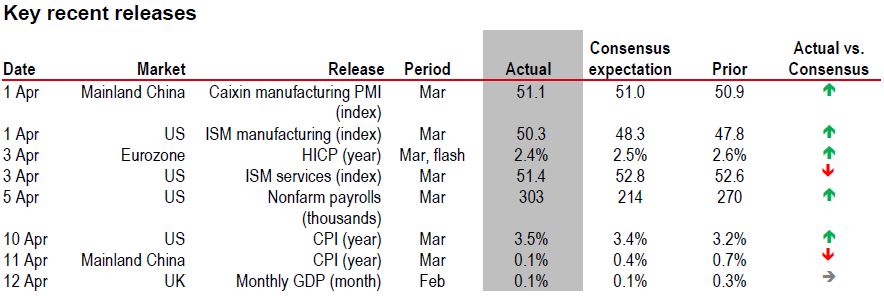 Key recent releases
Date Market Release Period Actual Consensus expectation Prior Actual vs. Consensus
1 Apr Mainland China Caixin manufacturing PMI (index) Mar 51.1 51.0 50.9
1 Apr US ISM manufacturing (index) Mar 50.3 48.3 47.8
3 Apr Eurozone HICP (year) Mar, flash 2.4% 2.5% 2.6%
3 Apr US ISM services (index) Mar 51.4 52.8 52.6
5 Apr US Nonfarm payrolls (thousands) Mar 303 214 270
10 Apr US CPI (year) Mar 3.5% 3.4% 3.2%
11 Apr Mainland China CPI (year) Mar 0.1% 0.4% 0.7%
12 Apr UK Monthly GDP (month) Feb 0.1% 0.1% 0.3%